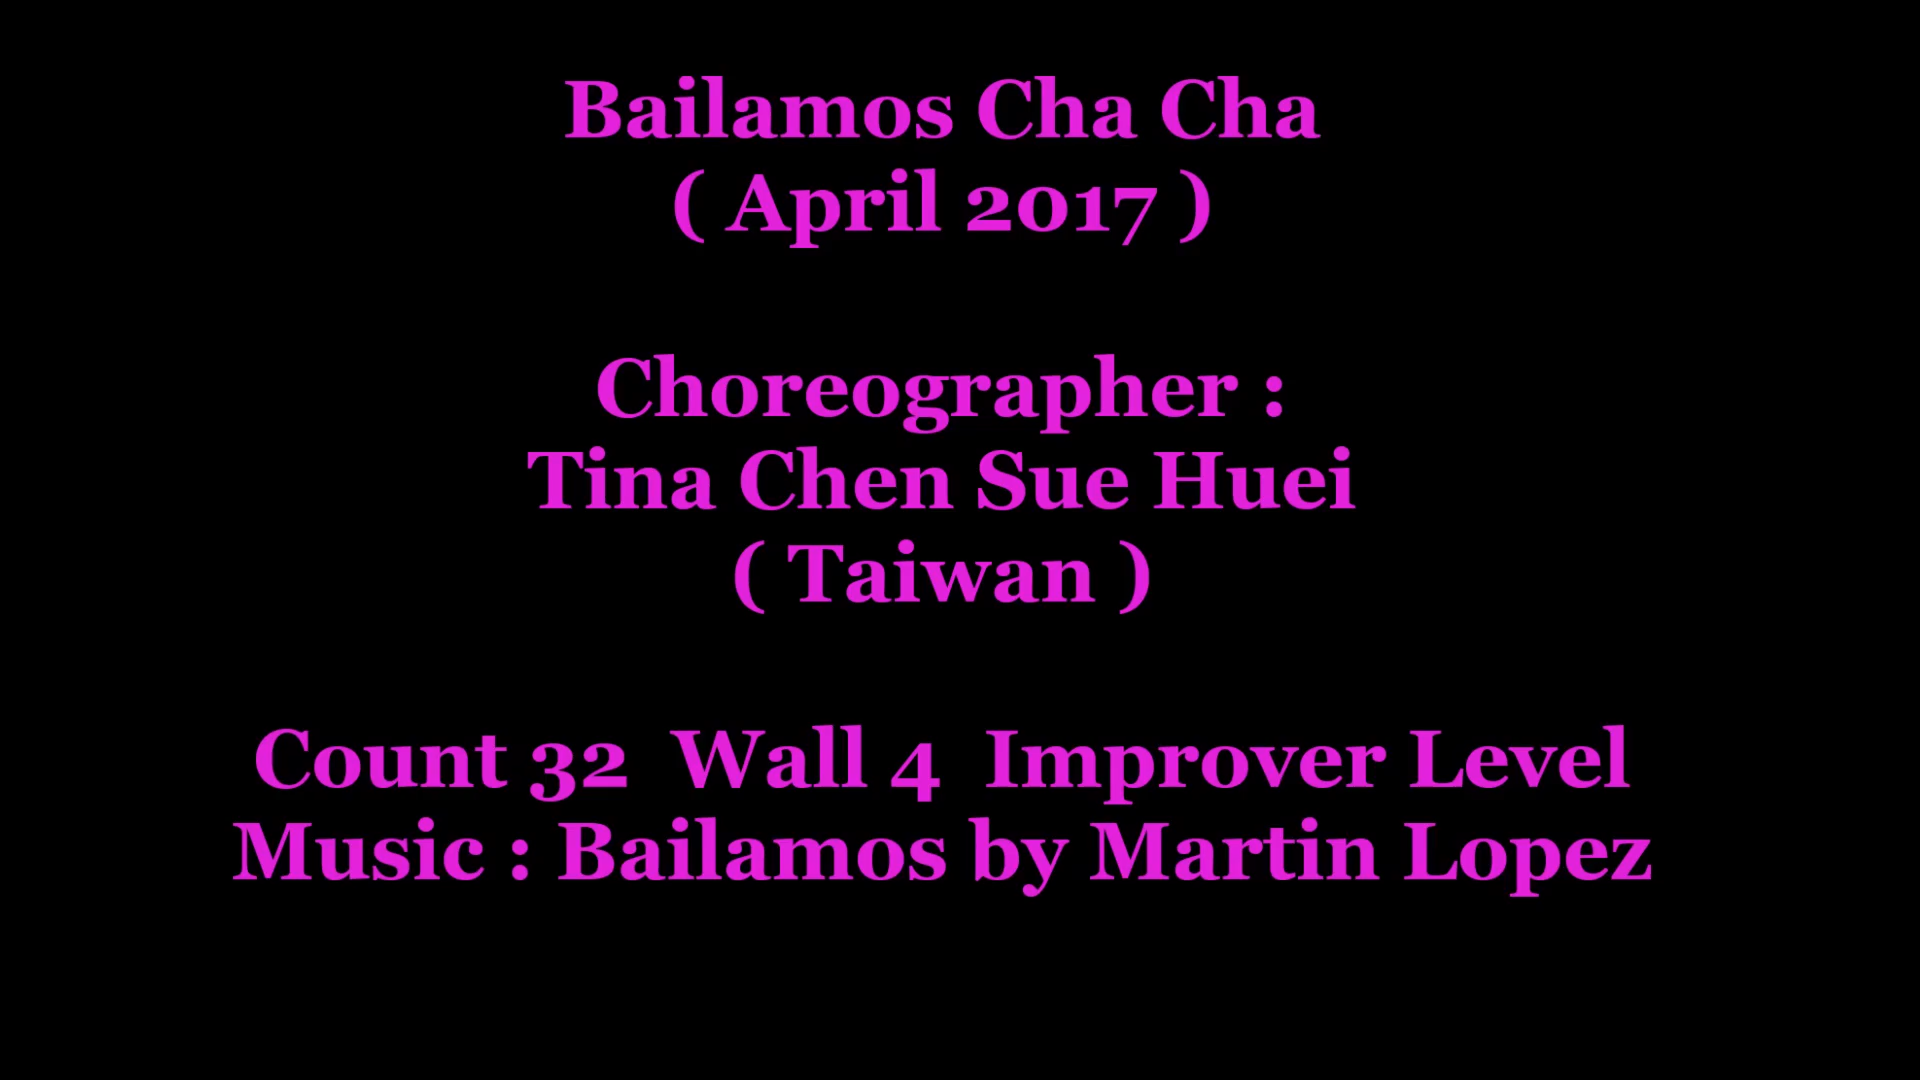 Bailamos Cha Cha
( April 2017 )
Choreographer :
Tina Chen Sue Huei
( Taiwan )
Count 32  Wall 4  Improver Level
Music : Bailamos by Martin Lopez